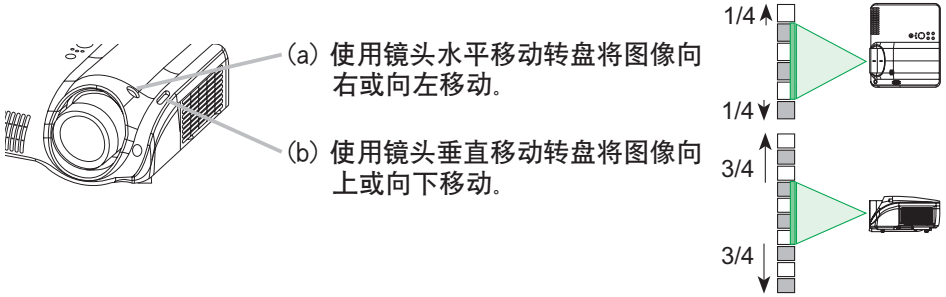 (a) 使用镜头水平移动转盘将图像向
右或向左移动.
(b) 使用镜头垂直移动转盘将图像向
上或向下移动.
1/4
1/4
3/4
3/4